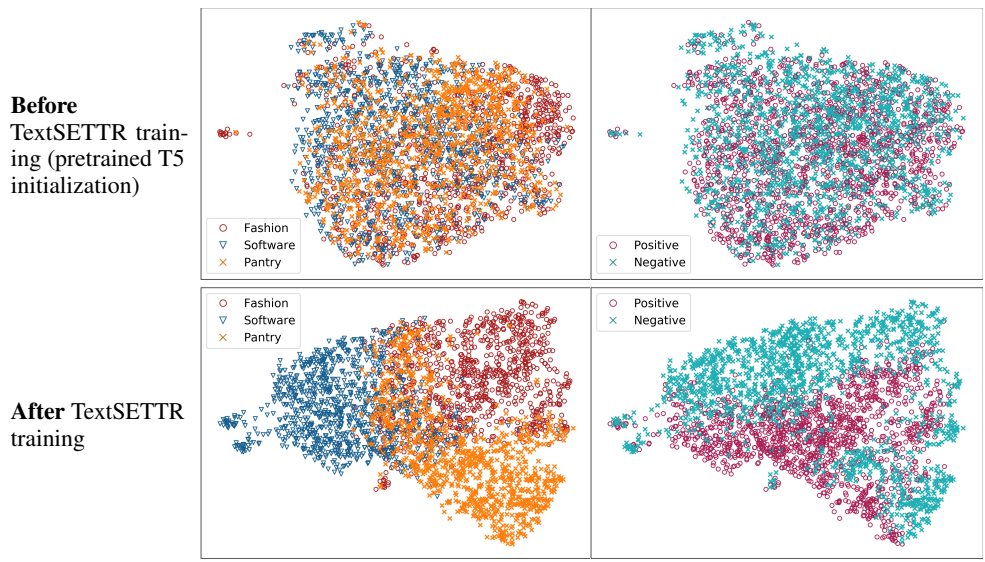 Before
TextSETTR train-
ing (pretrained T5
initialization)
Fashion
Software
Pantry
Positive
Negative
After TextSETTR
training
Fashion
Software
Pantry
Positive
Negative